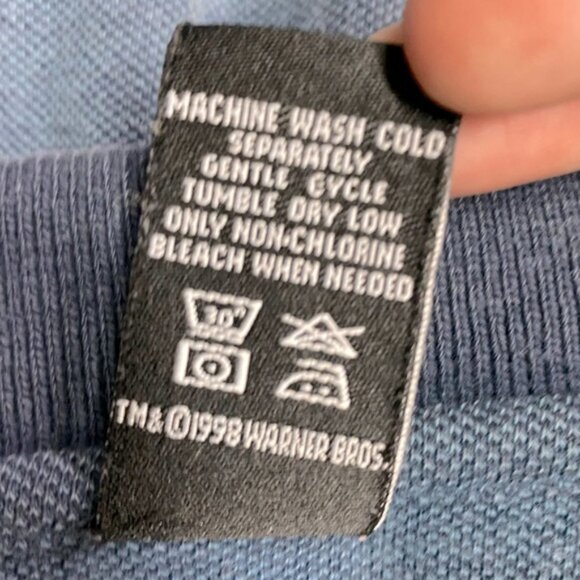 MACHINE WASH COLD
SEPARATELY
GENTLE CYCLE
TUMBLE DRY LOW
ONLY NON-CHLORINE
BLEACH WHEN NEEDED
30°
TM & ©1998 WARNER BROS.